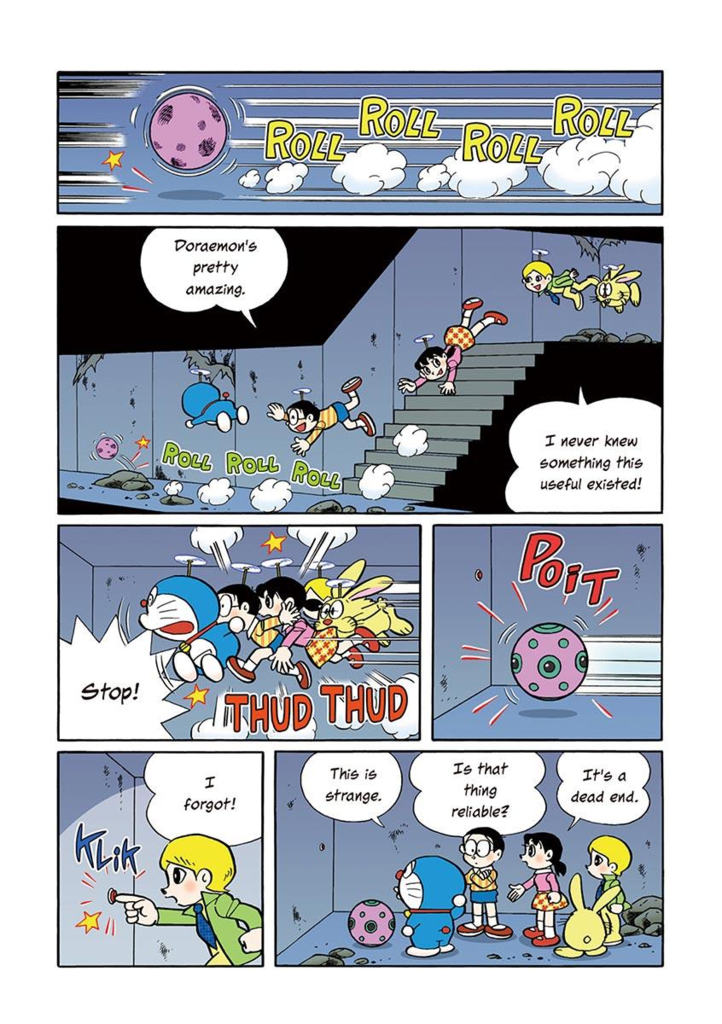 ROLL ROLL ROLL ROLL
I never knew
something this
useful existed!
Doraemon's
pretty
amazing.
ROLL ROLL ROLL
POIT
Stop!
THUD THUD
It's a
dead end.
Is that
thing
reliable?
This is
strange.
I
forgot!
KLIK